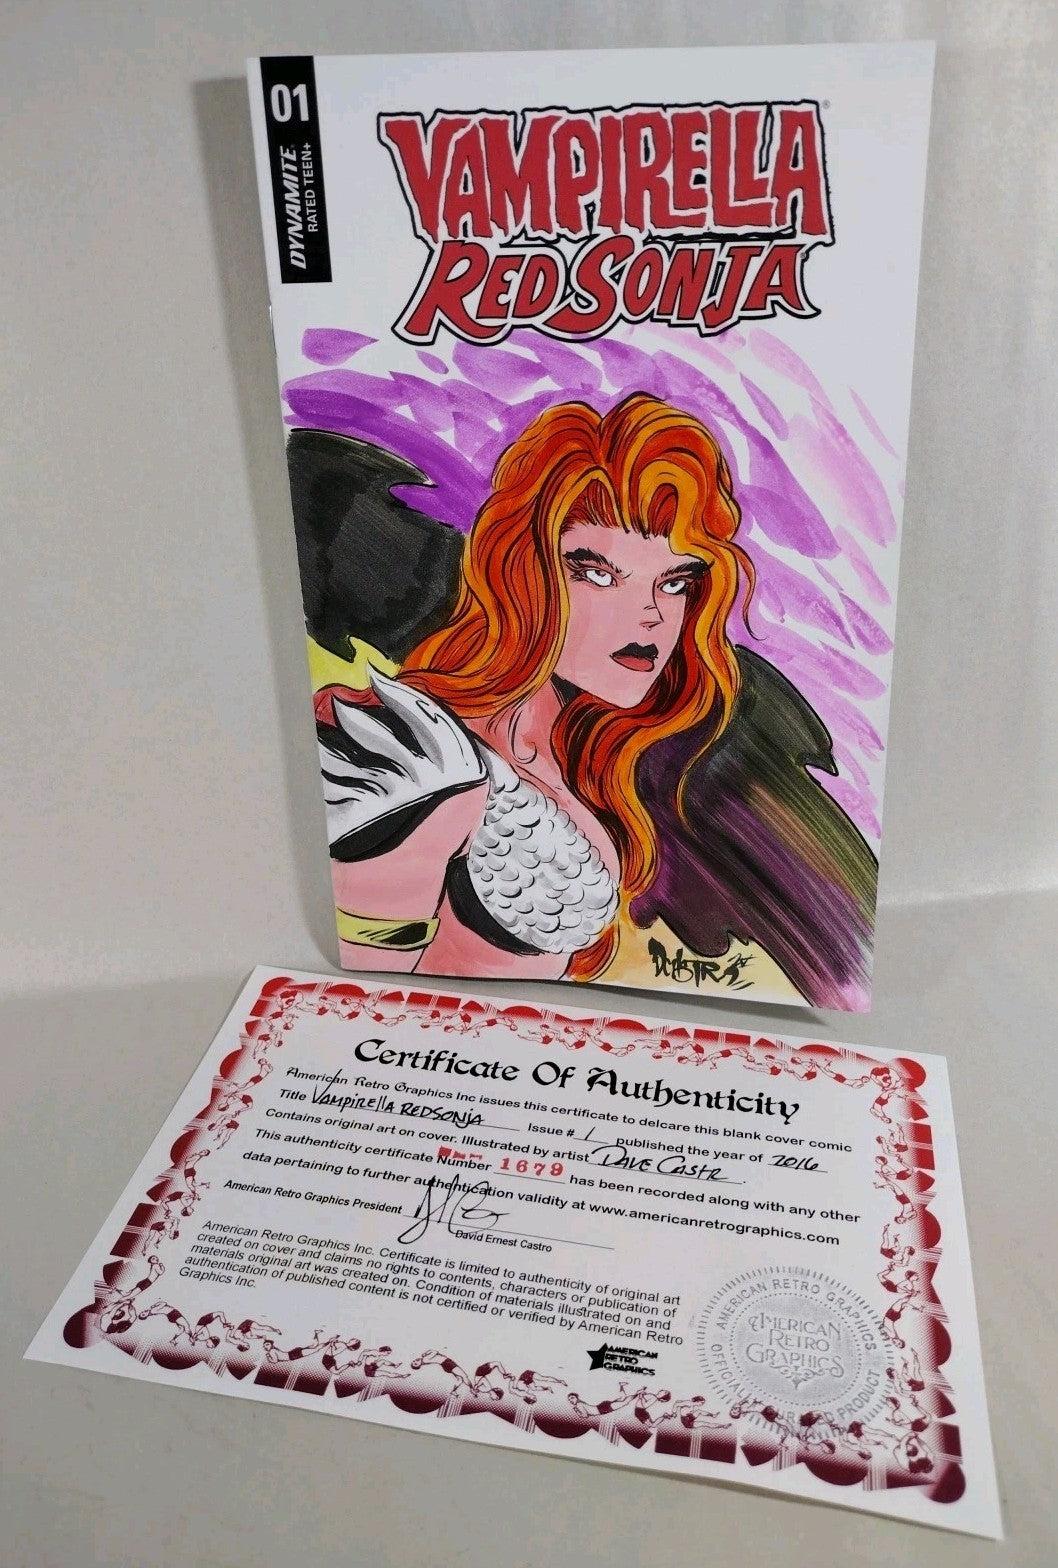 01
DYNAMITE
RATED TEEN+
VAMPIRELLA
RED SONJA
Certificate Of Authenticity
American Retro Graphics Inc issues this certificate to delcare this blank cover comic
Title VAMPIRELLA REDSONJA Issue # 1 published the year of 2016
Contains original art on cover. Illustrated by artist DAVE CASTR.
This authenticity certificate Number 1679 has been recorded along with any other
data pertaining to further authentication validity at www.americanretrographics.com
American Retro Graphics President
David Ernest Castro
American Retro Graphics Inc. Certificate is limited to authenticity of original art
created on cover and claims no rights to contents, characters or publication of
materials original art was created on. Condition of materials illustrated on and
authentication of published content is not certified or verified by American Retro
Graphics Inc.
AMERICAN
RETRO
GRAPHICS
AMERICAN RETRO GRAPHICS
AMERICAN
RETRO
GRAPHICS